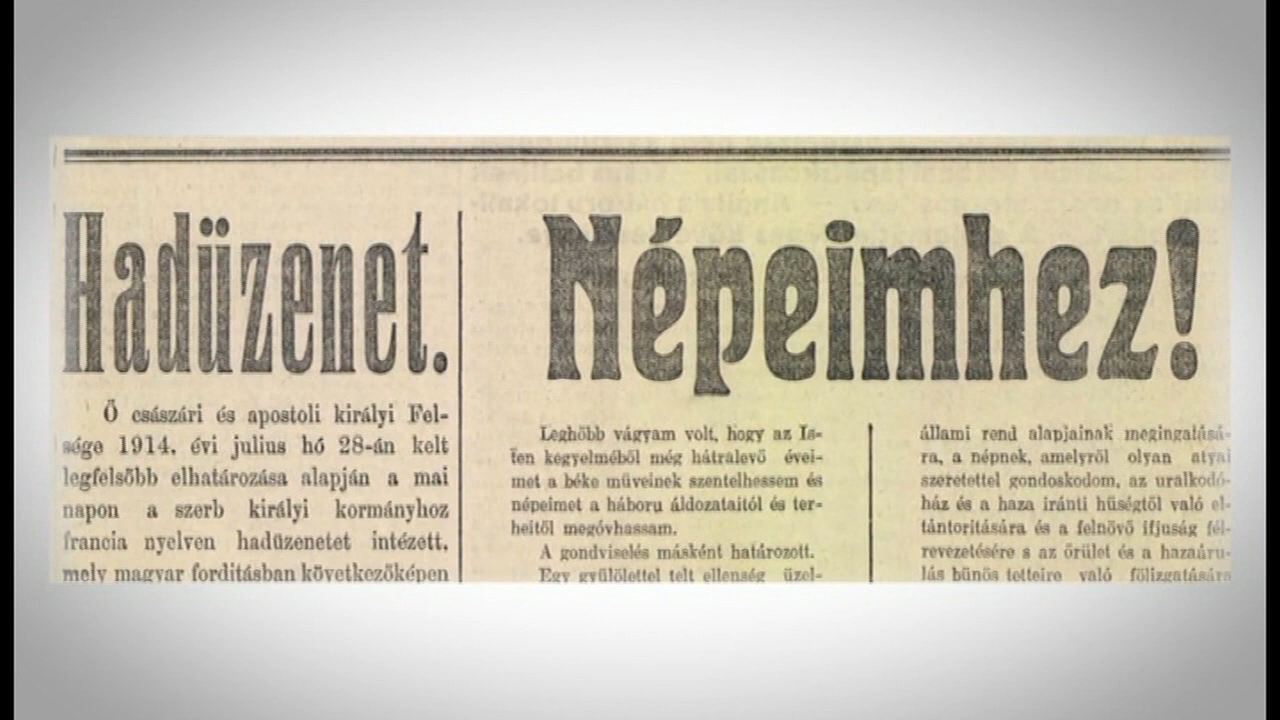 Hadüzenet.
Ő császári és apostoli királyi Fel-
sége 1914. évi julius hó 28-án kelt
legfelsőbb elhatározása alapján a mai
napon a szerb királyi kormányhoz
francia nyelven hadüzenetet intézett,
mely magyar forditásban következőképen
Népeimhez!
Leghőbb vágyam volt, hogy az Is-
ten kegyelméből még hátralevő évei-
met a béke müveinek szentelhessem és
népeimet a háboru áldozataitól és ter-
heitől megóvhassam.
A gondviselés másként határozott.
Egy gyülölettel telt ellenség üzel-
állami rend alapjainak megingatásá-
ra, a népnek, amelyről olyan atyai
szeretettel gondoskodom, az uralkodó-
ház és a haza iránti hüségtől való el-
tántoritására és a felnövő ifjuság fél-
revezetésére s az őrület és a hazaáru-
lás bünös tetteire való fölizgatására